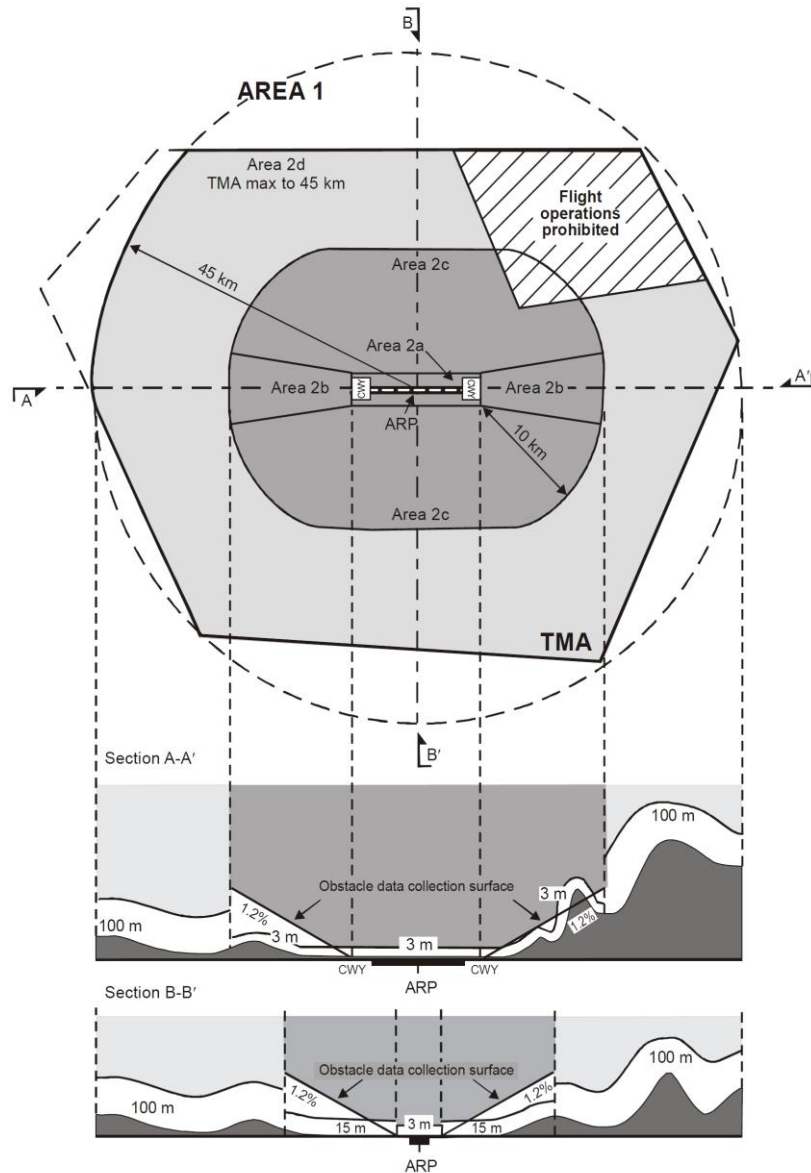 B
AREA 1
Area 2d
TMA max to 45 km
Flight
operations
prohibited
Area 2c
45 km
Area 2a
Area 2b
CWY
CWY
Area 2b
A
A'
ARP
10 km
Area 2c
TMA
B'
Section A-A'
100 m
Obstacle data collection surface
3 m
1.2%
1.2%
100 m
3 m
3 m
CWY
CWY
ARP
Section B-B'
100 m
Obstacle data collection surface
1.2%
1.2%
100 m
15 m
3 m
15 m
ARP